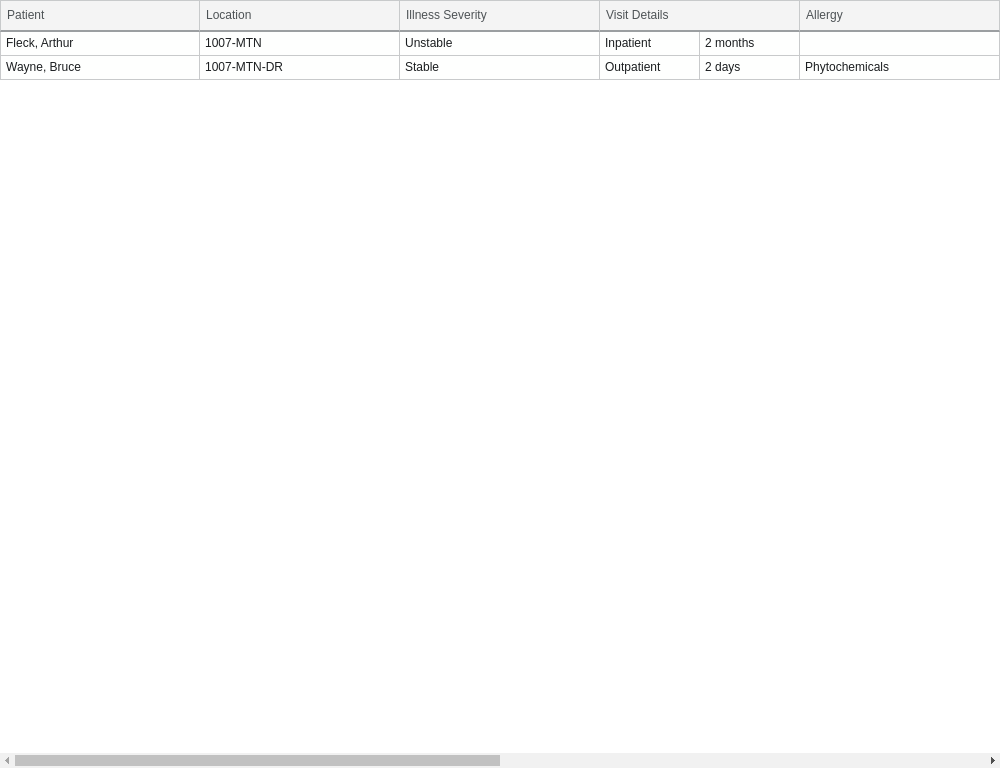 Patient Location Illness Severity Visit Details Allergy
Fleck, Arthur 1007-MTN Unstable Inpatient 2 months
Wayne, Bruce 1007-MTN-DR Stable Outpatient 2 days Phytochemicals